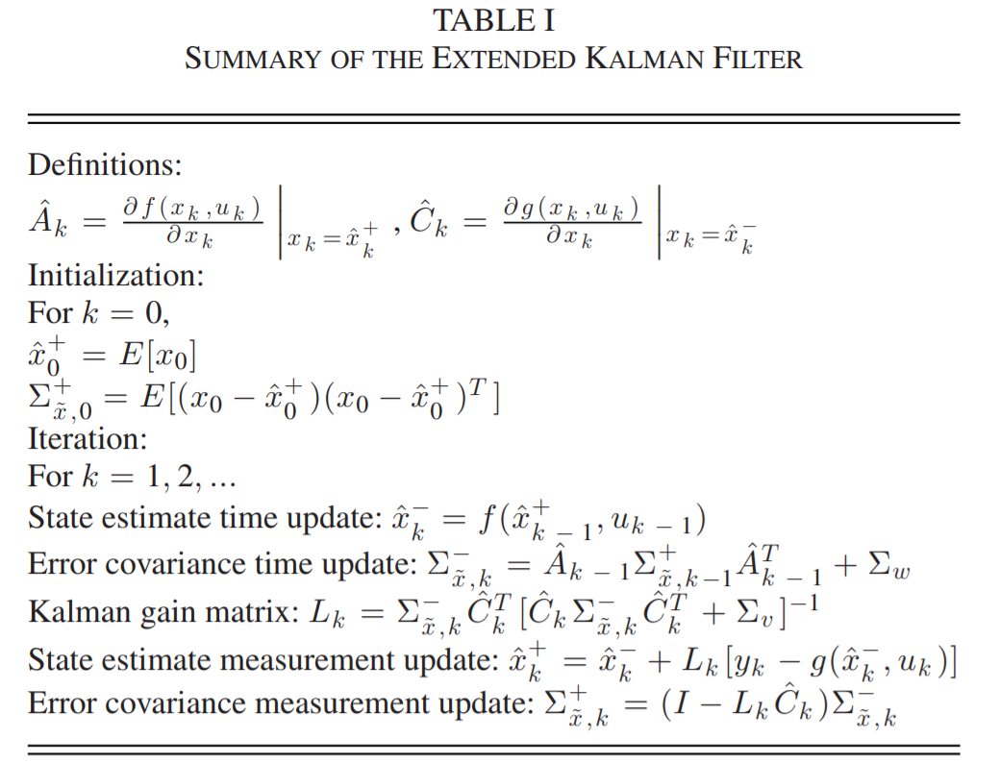 TABLE I
SUMMARY OF THE EXTENDED KALMAN FILTER
Definitions:
$\hat{A}_k = \frac{\partial f(x_k, u_k)}{\partial x_k} \Big|_{x_k = \hat{x}_k^+}, \hat{C}_k = \frac{\partial g(x_k, u_k)}{\partial x_k} \Big|_{x_k = \hat{x}_k^-}$
Initialization:
For $k = 0$,
$\hat{x}_0^+ = E[x_0]$
$\Sigma_{\tilde{x},0}^+ = E[(x_0 - \hat{x}_0^+)(x_0 - \hat{x}_0^+)^T]$
Iteration:
For $k = 1, 2, ...$
State estimate time update: $\hat{x}_k^- = f(\hat{x}_{k-1}^+, u_{k-1})$
Error covariance time update: $\Sigma_{\tilde{x},k}^- = \hat{A}_{k-1} \Sigma_{\tilde{x},k-1}^+ \hat{A}_{k-1}^T + \Sigma_w$
Kalman gain matrix: $L_k = \Sigma_{\tilde{x},k}^- \hat{C}_k^T [\hat{C}_k \Sigma_{\tilde{x},k}^- \hat{C}_k^T + \Sigma_v]^{-1}$
State estimate measurement update: $\hat{x}_k^+ = \hat{x}_k^- + L_k [y_k - g(\hat{x}_k^-, u_k)]$
Error covariance measurement update: $\Sigma_{\tilde{x},k}^+ = (I - L_k \hat{C}_k) \Sigma_{\tilde{x},k}^-$